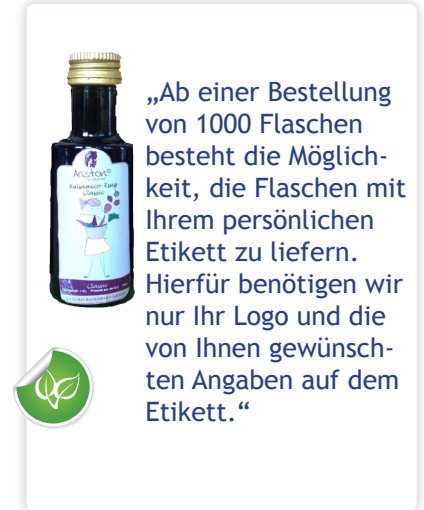 „Ab einer Bestellung
von 1000 Flaschen
besteht die Möglich-
keit, die Flaschen mit
Ihrem persönlichen
Etikett zu liefern.
Hierfür benötigen wir
nur Ihr Logo und die
von Ihnen gewünsch-
ten Angaben auf dem
Etikett.“
Ariston®
Balsamico Essig
Classic
Classic